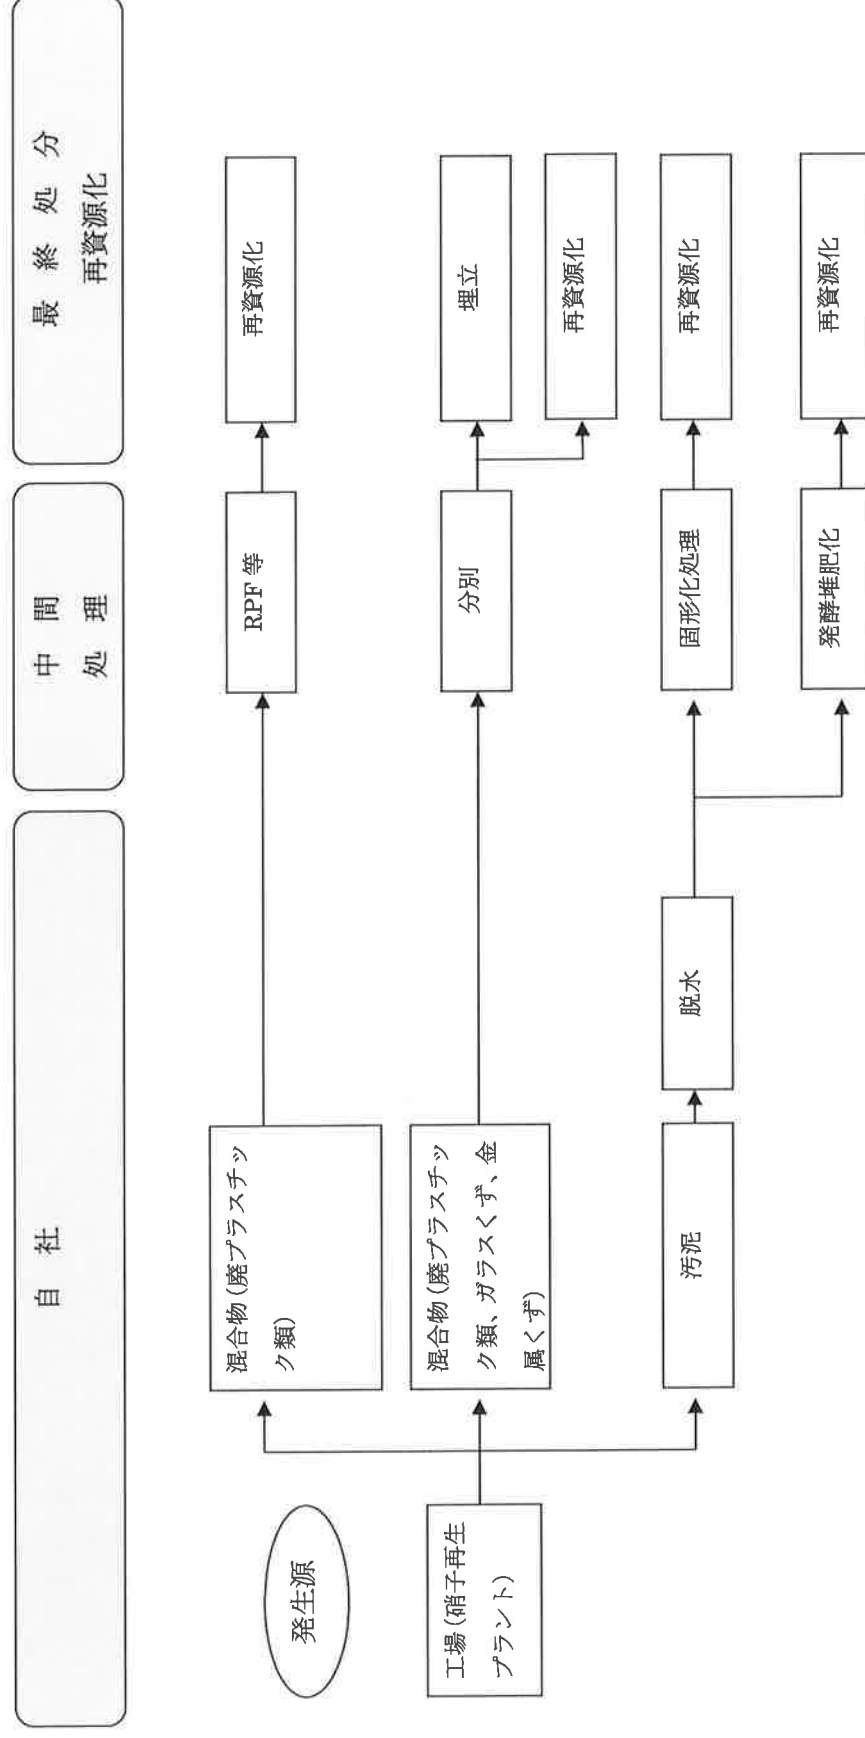 自 社
中 間
処 理
最 終 処 分
再資源化
発生源
工場(硝子再生
プラント)
混合物(廃プラスチッ
ク類)
RPF 等
再資源化
混合物(廃プラスチッ
ク類、ガラスくず、金
属くず)
分別
埋立
再資源化
汚泥
脱水
固形化処理
再資源化
発酵堆肥化
再資源化